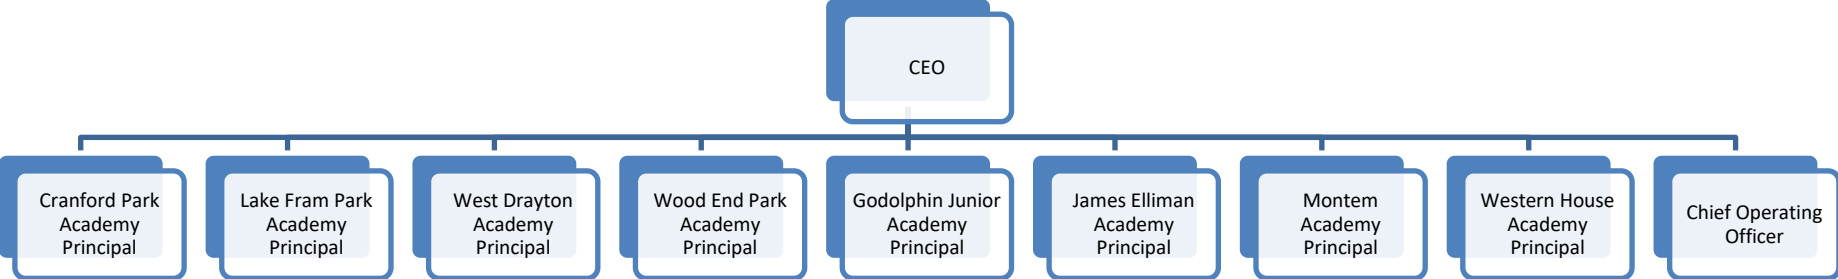 CEO
Cranford Park
Academy
Principal
Lake Fram Park
Academy
Principal
West Drayton
Academy
Principal
Wood End Park
Academy
Principal
Godolphin Junior
Academy
Principal
James Elliman
Academy
Principal
Montem
Academy
Principal
Western House
Academy
Principal
Chief Operating
Officer